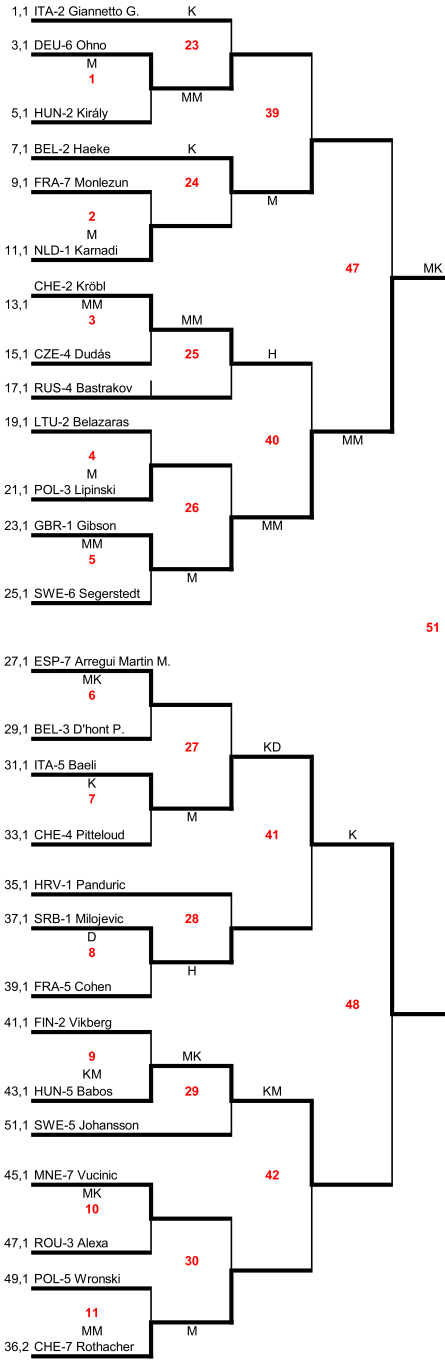 1,1 ITA-2 Giannetto G. K
23
3,1 DEU-6 Ohno
M
1
MM
39
5,1 HUN-2 Király
7,1 BEL-2 Haeke K
9,1 FRA-7 Monlezun 24
M
2
M
11,1 NLD-1 Karnadi
47
MK
CHE-2 Kröbl
13,1
MM
3
MM
15,1 CZE-4 Dudás 25 H
17,1 RUS-4 Bastrakov
19,1 LTU-2 Belazaras
40
MM
4
M
21,1 POL-3 Lipinski
26
23,1 GBR-1 Gibson MM
MM
5
M
25,1 SWE-6 Segerstedt
51
27,1 ESP-7 Arregui Martin M.
MK
6
29,1 BEL-3 D'hont P.
27 KD
31,1 ITA-5 Baeli
K
7
M
33,1 CHE-4 Pitteloud 41 K
35,1 HRV-1 Panduric
37,1 SRB-1 Milojevic 28
D
8
H
39,1 FRA-5 Cohen
48
41,1 FIN-2 Vikberg
9
MK
KM
43,1 HUN-5 Babos 29 KM
51,1 SWE-5 Johansson
45,1 MNE-7 Vucinic 42
MK
10
47,1 ROU-3 Alexa
30
49,1 POL-5 Wronski
11
MM M
36,2 CHE-7 Rothacher